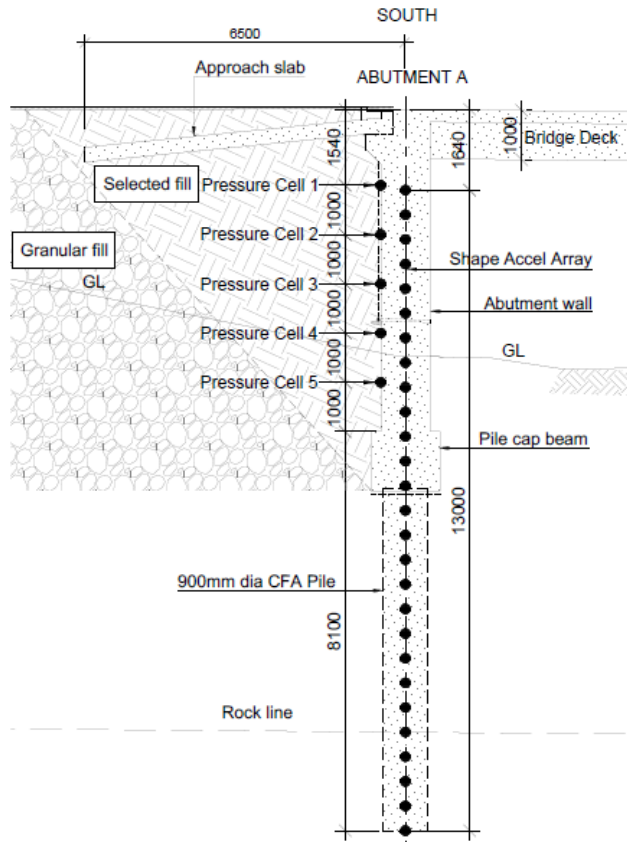 SOUTH
6500
Approach slab
ABUTMENT A
1540
1640
1000
Bridge Deck
Selected fill
Pressure Cell 1
1000
Pressure Cell 2
Granular fill
1000
Shape Accel Array
GL
Pressure Cell 3
1000
Abutment wall
Pressure Cell 4
GL
1000
Pressure Cell 5
1000
Pile cap beam
13000
900mm dia CFA Pile
8100
Rock line